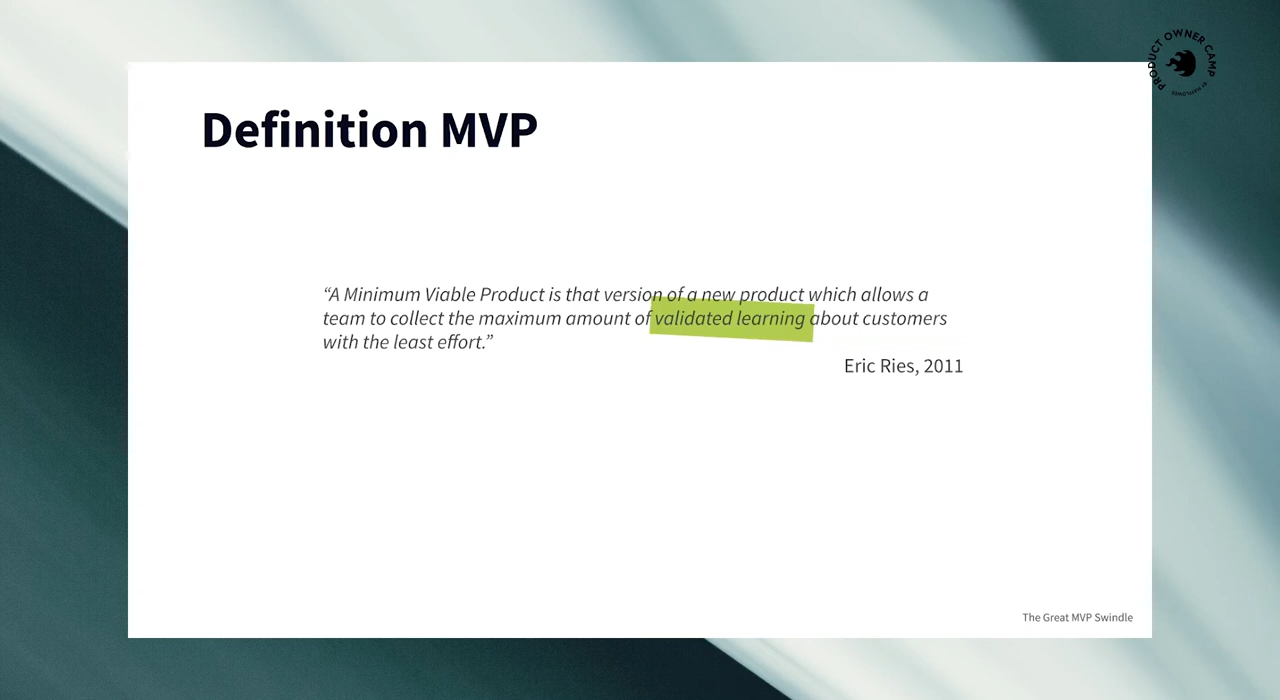 PRODUCT OWNER CAMP
Definition MVP
“A Minimum Viable Product is that version of a new product which allows a
team to collect the maximum amount of validated learning about customers
with the least effort.”
Eric Ries, 2011
The Great MVP Swindle